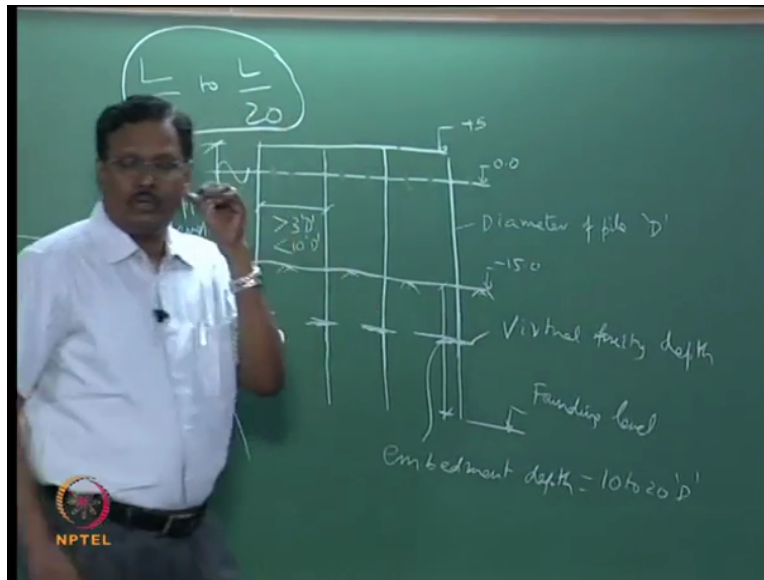 L to L
20
+5
0.0
>3'D'
<10'D'
Diameter of pile 'D'
-15.0
Virtual fixity depth
Founding level
embedment depth = 10 to 20 'D'
NPTEL